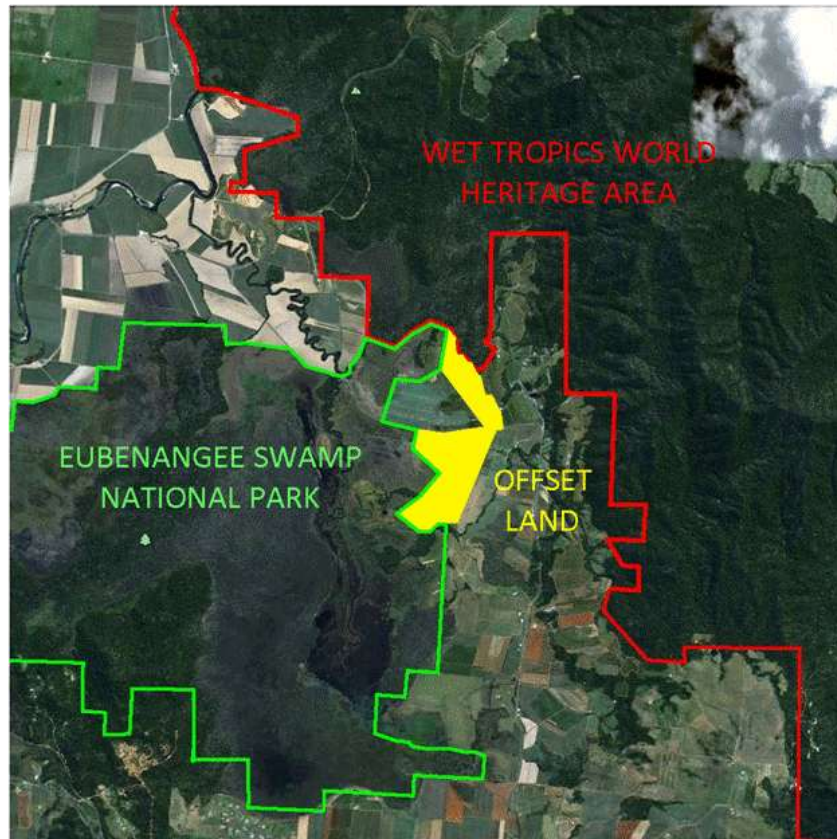 WET TROPICS WORLD
HERITAGE AREA
EUBENANGEE SWAMP
NATIONAL PARK
OFFSET
LAND